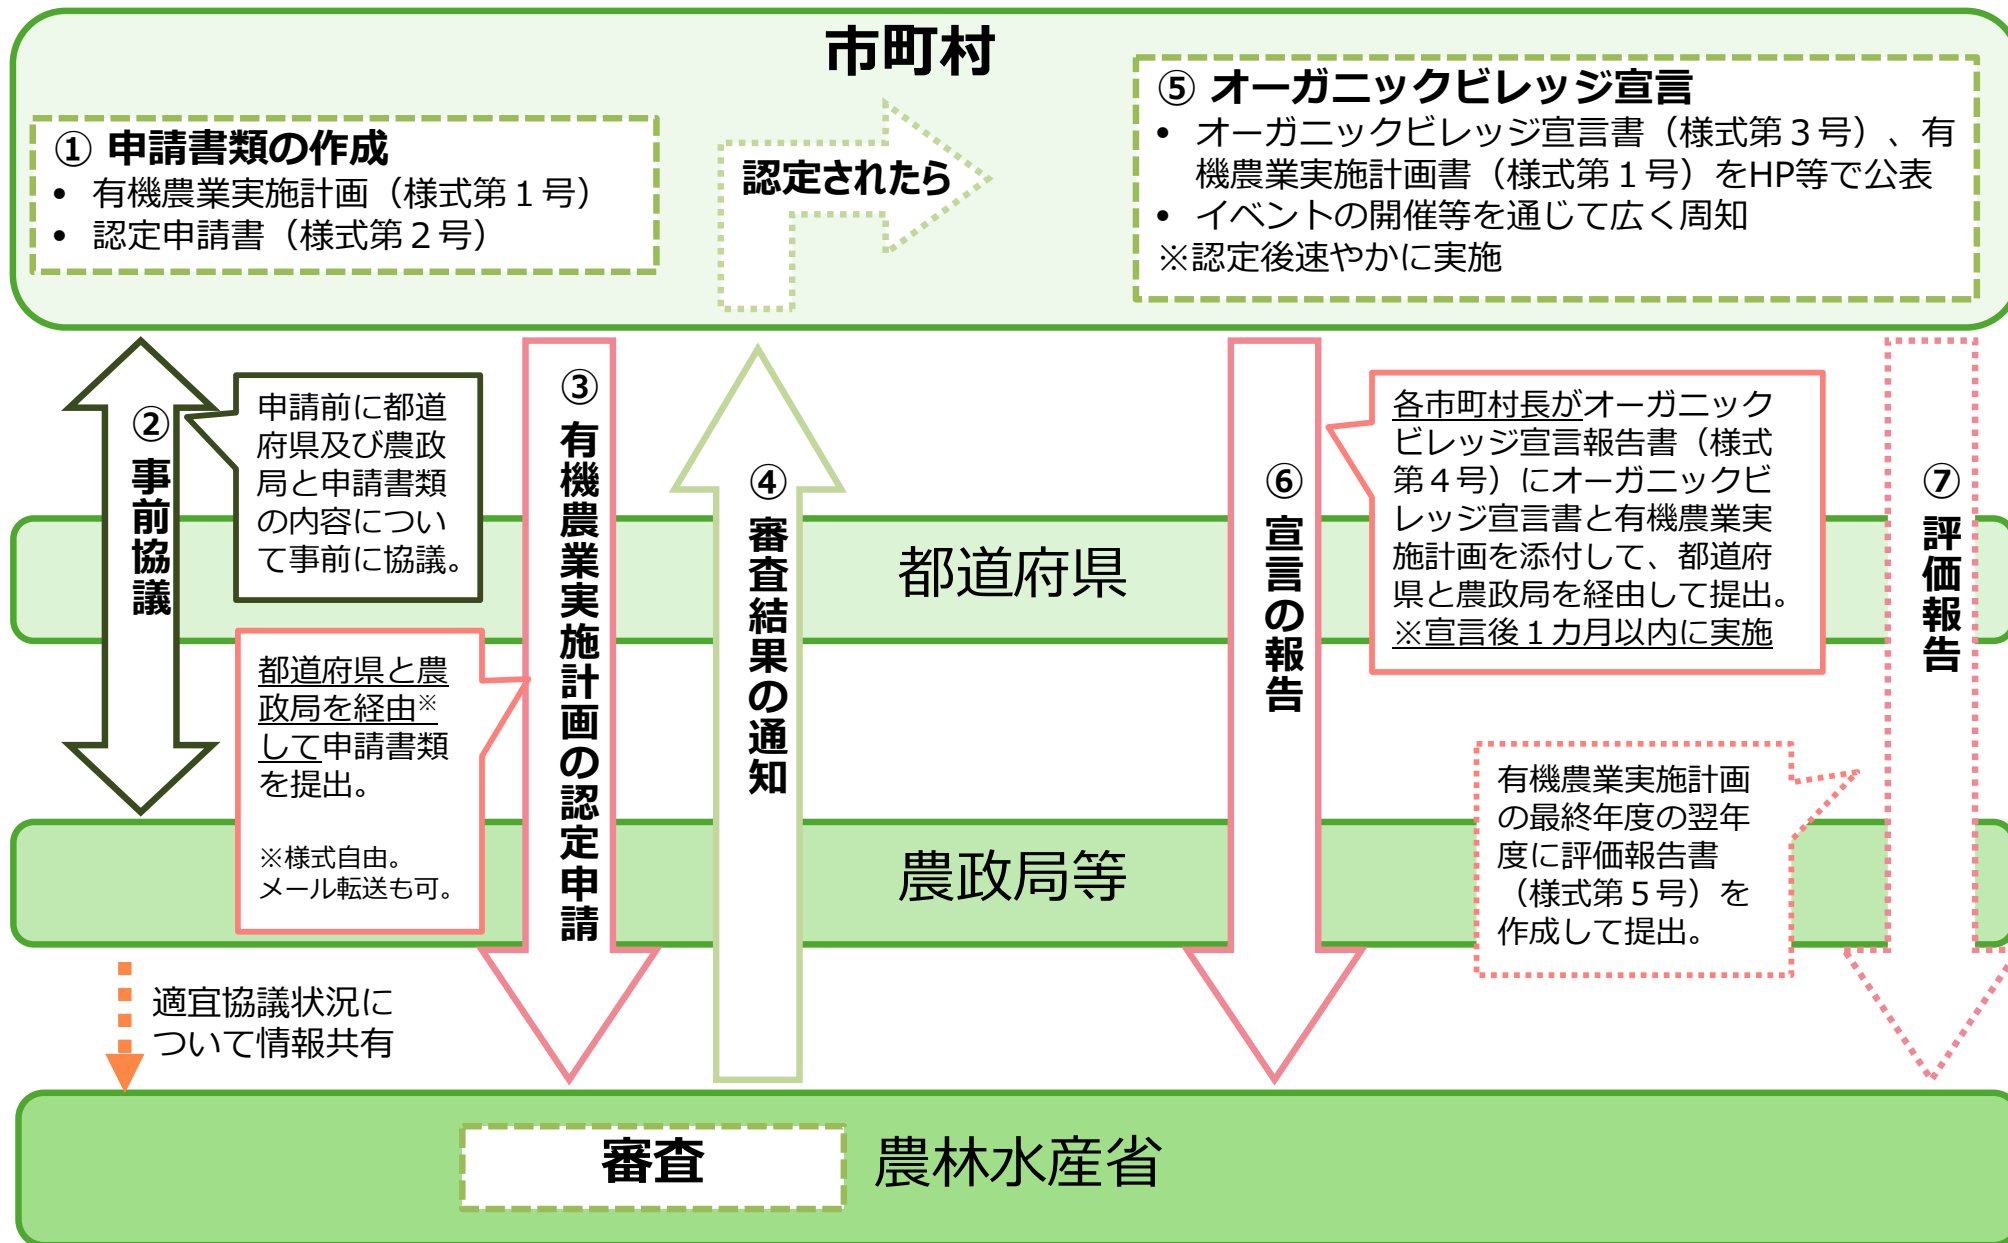 市町村
① 申請書類の作成
• 有機農業実施計画（様式第１号）
• 認定申請書（様式第２号）
認定されたら
⑤ オーガニックビレッジ宣言
• オーガニックビレッジ宣言書（様式第３号）、有
機農業実施計画書（様式第１号）をHP等で公表
• イベントの開催等を通じて広く周知
※認定後速やかに実施
② 事前協議
申請前に都道
府県及び農政
局と申請書類
の内容につい
て事前に協議。
③ 有機農業実施計画の認定申請
都道府県と農
政局を経由※
して申請書類
を提出。
※様式自由。
メール転送も可。
④ 審査結果の通知
⑥ 宣言の報告
各市町村長がオーガニック
ビレッジ宣言報告書（様式
第４号）にオーガニックビ
レッジ宣言書と有機農業実
施計画を添付して、都道府
県と農政局を経由して提出。
※宣言後１カ月以内に実施
⑦ 評価報告
有機農業実施計画
の最終年度の翌年
度に評価報告書
（様式第５号）を
作成して提出。
都道府県
農政局等
適宜協議状況に
ついて情報共有
審査
農林水産省